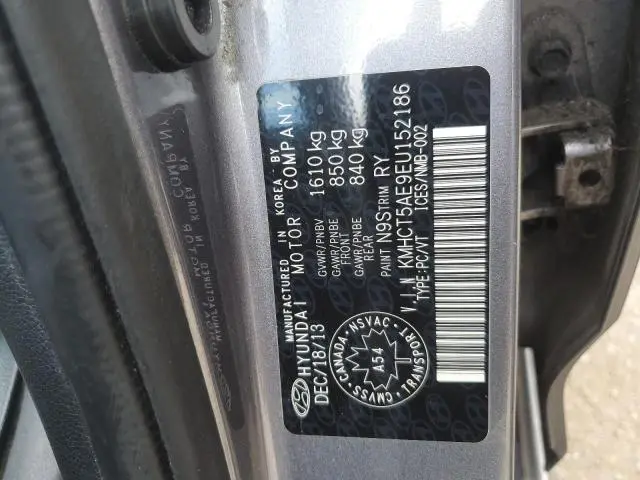 MANUFACTURED IN KOREA BY
HYUNDAI MOTOR COMPANY
DEC/18/13
GVWR/PNBV 1610 kg
GAWR/PNBE FRONT 850 kg
GAWR/PNBE REAR 840 kg
PAINT N9S TRIM RY
V.I.N KMHCT5AE9EU152186
TYPE:PC/VT ICES/NMB-002
CANADA · NSVAC · TRANSPORT · CMVSS ·
A54